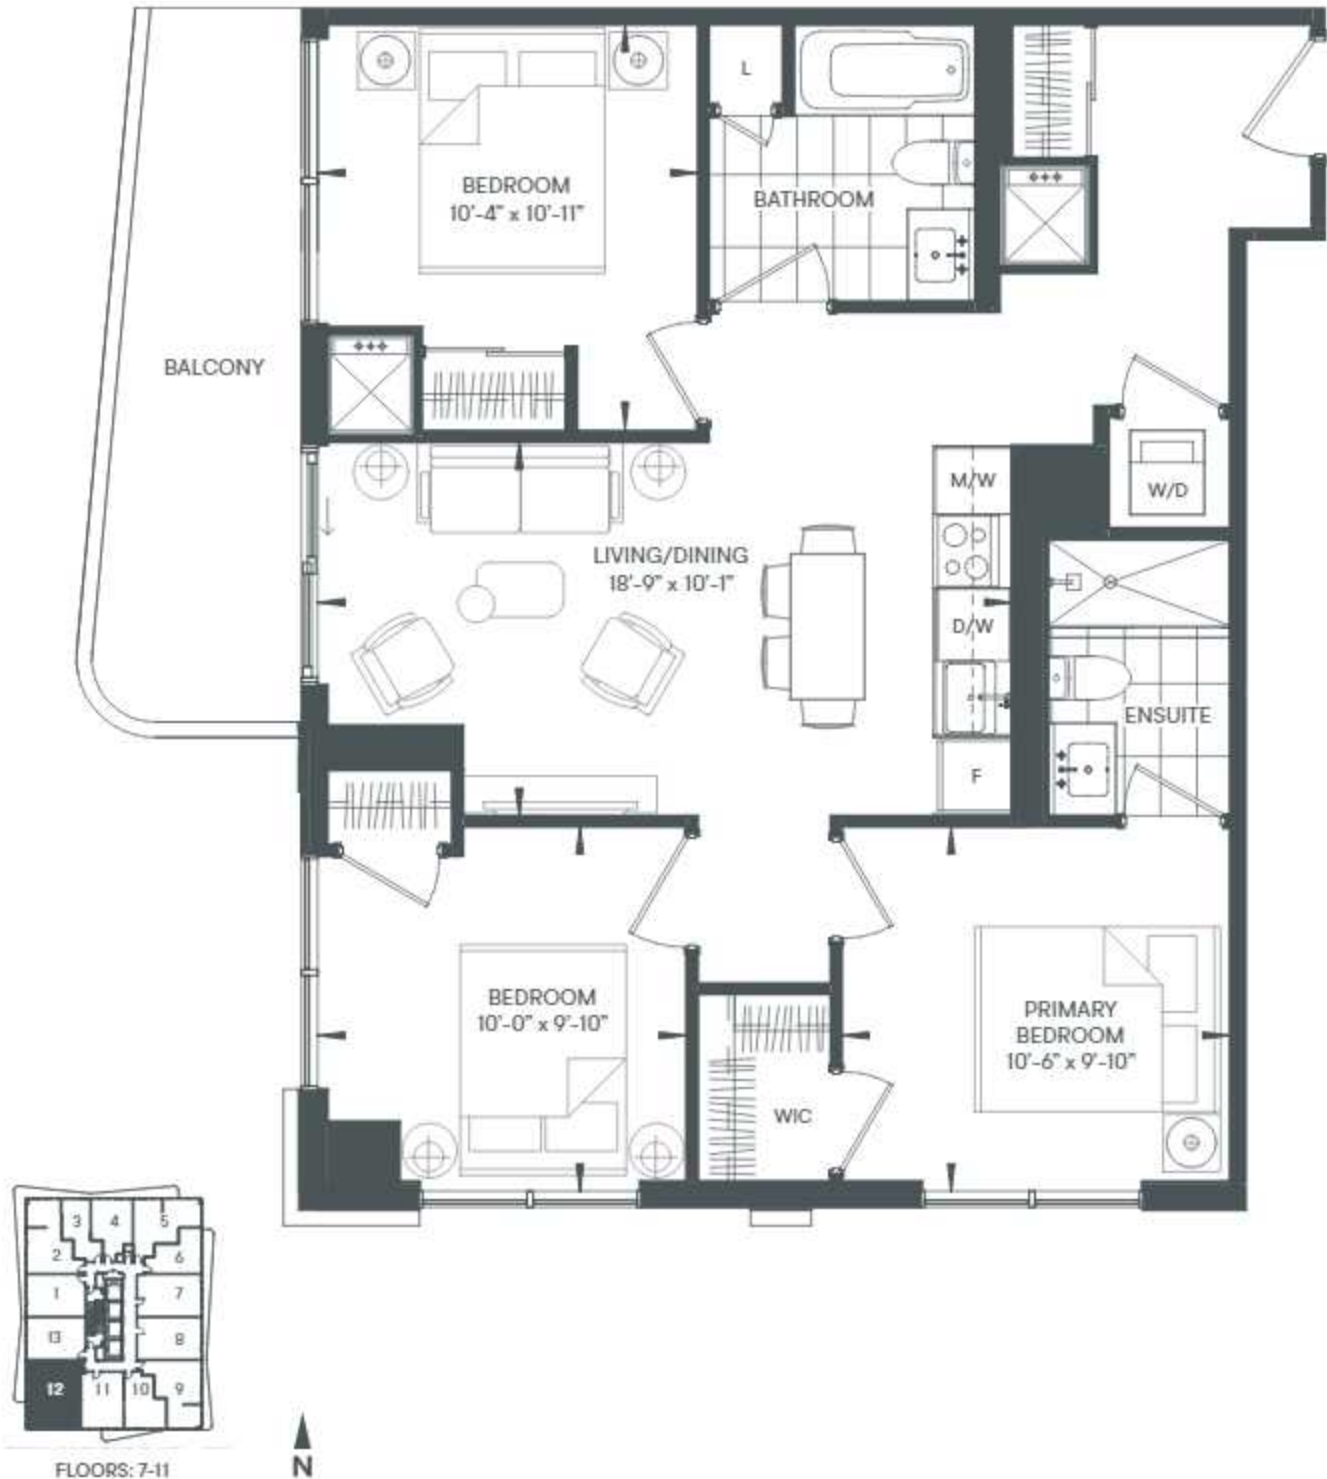 L
BEDROOM
10'-4" x 10'-11"
BATHROOM
BALCONY
M/W
W/D
LIVING/DINING
18'-9" x 10'-1"
D/W
ENSUITE
F
BEDROOM
10'-0" x 9'-10"
PRIMARY
BEDROOM
10'-6" x 9'-10"
WIC
3
4
5
2
6
1
7
13
8
12
11
10
9
FLOORS: 7-11
N